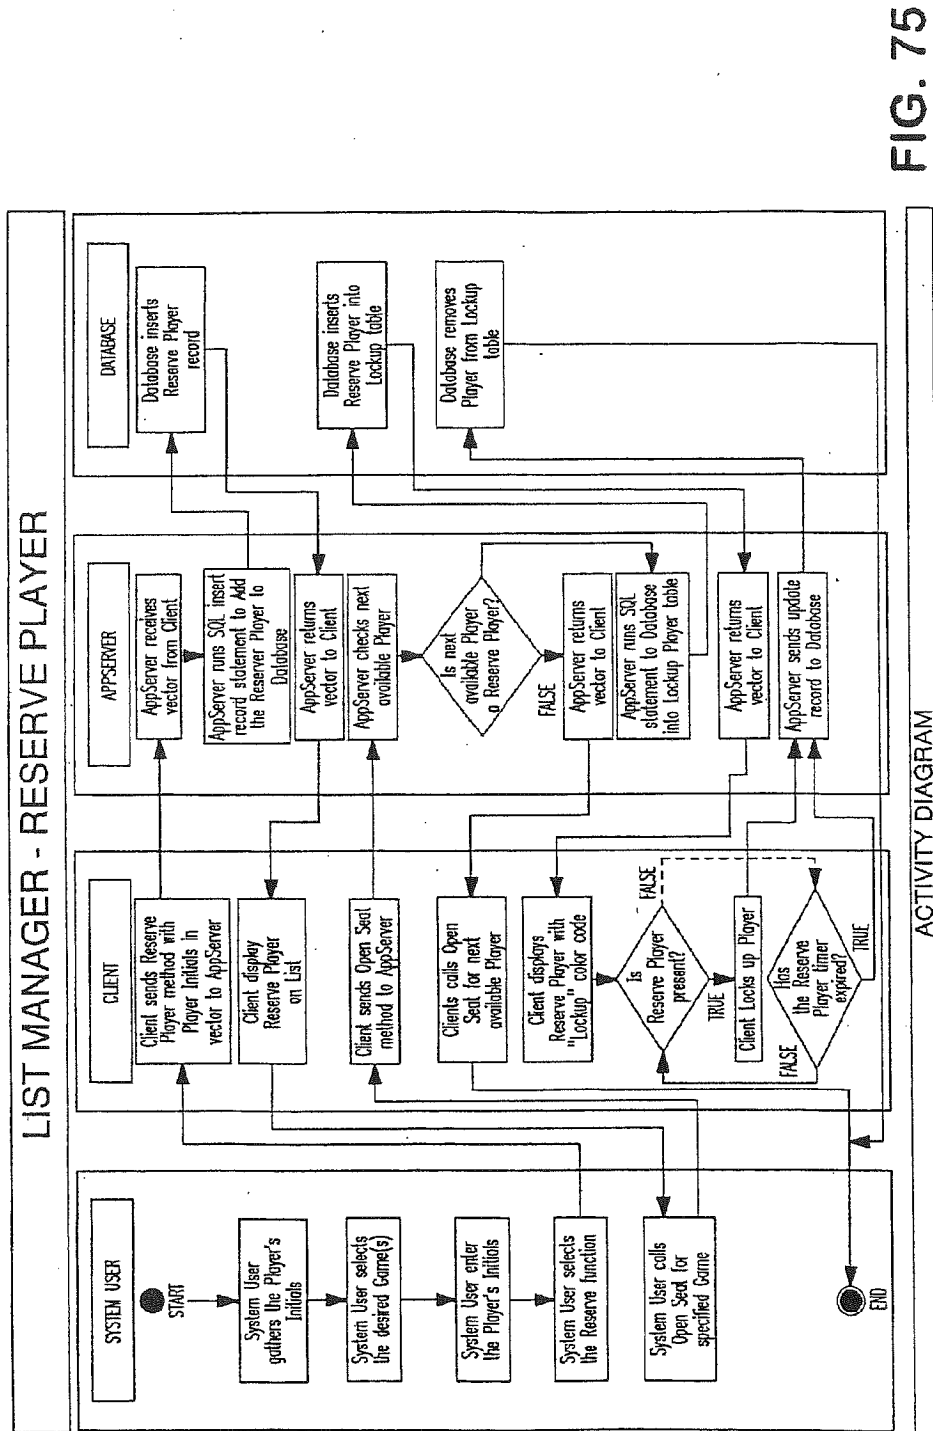 LIST MANAGER - RESERVE PLAYER
SYSTEN USER
START
System User
gathers the Player's
Initials
System User selects
the desired Game(s)
System User enter
the Player's Initials
System User selects
the Reserve function
System User calls
Open Seat for
specified Game
END
CLIENT
Client sends Reserve
Player method with
Player Initials in
vector to AppServer
Client display
Reserve Player
on List
Client sends Open Seat
method to AppServer
Clients calls Open
Seat for next
available Player
Client displays
Reserve Player with
"Lockup" color code
Is
Reserve Player
present?
FALSE
TRUE
Client Locks up Player
Has
the Reserve
Player timer
expired?
FALSE
TRUE
APPSERVER
AppServer receives
vector from Client
AppServer runs SQL insert
record statement to Add
the Reserver Player to
Database
AppServer returns
vector to Client
AppServer checks next
available Player
Is next
available Player
a Reserve Player?
FALSE
AppServer returns
vector to Client
AppServer runs SQL
statement to Database
into Lockup Player table
AppServer returns
vector to Client
AppServer sends update
record to Database
DATABASE
Database inserts
Reserve Player
record
Database inserts
Reserve Player into
Lockup table
Database removes
Player from Lockup
table
ACTIVITY DIAGRAM
FIG. 75